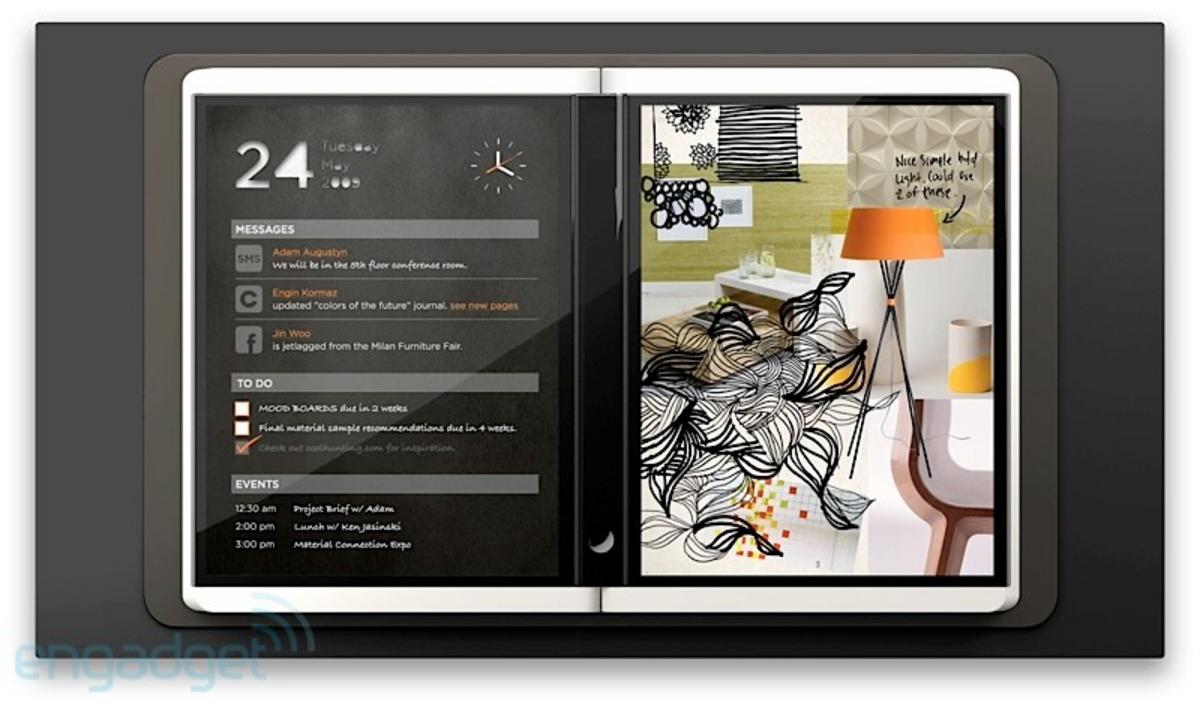 24 Tuesday
May
2009
MESSAGES
SMS Adam Augustyn
We will be in the 8th floor conference room.
C Engin Kormaz
updated "colors of the future" journal. see new pages
f Jin Woo
is jetlagged from the Milan Furniture Fair.
TO DO
MOOD BOARDS due in 2 weeks
Final material sample recommendations due in 4 weeks.
Check out coolhunting.com for inspiration.
EVENTS
12:30 am Project Brief w/ Adam
2:00 pm Lunch w/ Ken Jasinski
3:00 pm Material Connection Expo
Nice Simple bold
Light. Could use
2 of these.
3
engadget